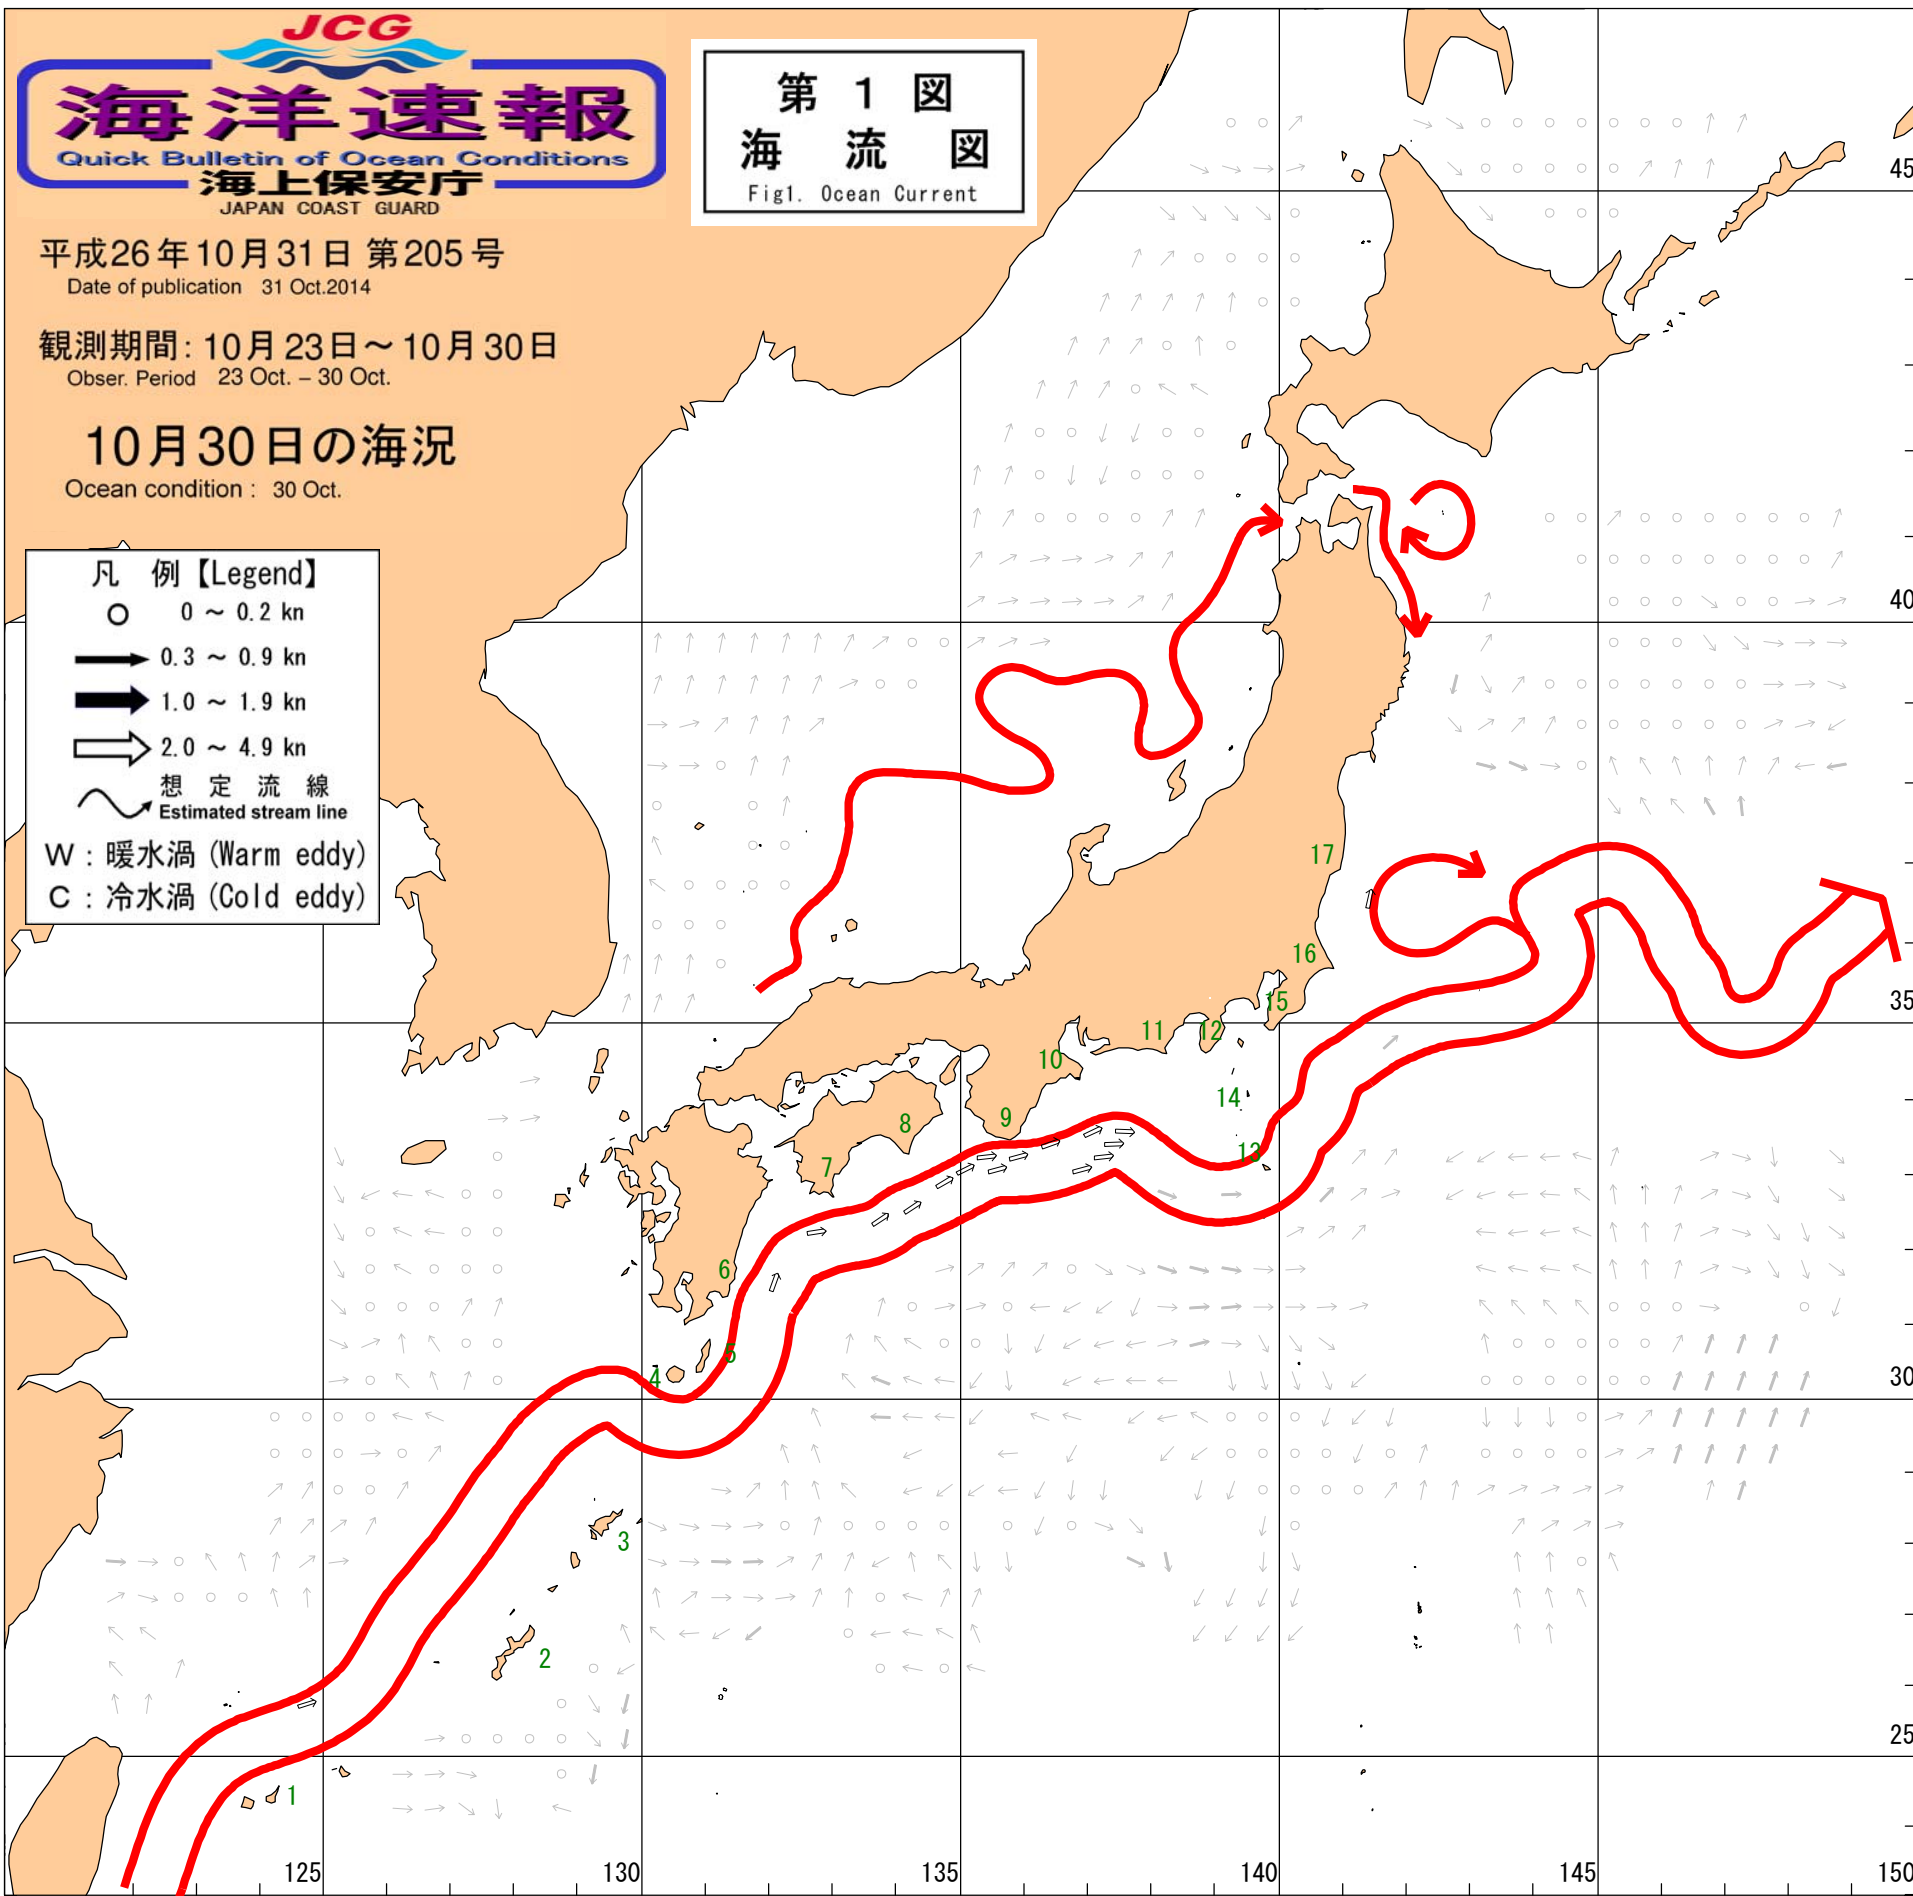 JCG
海洋速報
Quick Bulletin of Ocean Conditions
海上保安庁
JAPAN COAST GUARD
第 1 図
海 流 図
Fig1. Ocean Current
平成26年10月31日 第205号
Date of publication 31 Oct.2014
観測期間: 10月23日～10月30日
Obser. Period 23 Oct. – 30 Oct.
10月30日の海況
Ocean condition : 30 Oct.
凡 例【Legend】
0 ～ 0.2 kn
0.3 ～ 0.9 kn
1.0 ～ 1.9 kn
2.0 ～ 4.9 kn
想 定 流 線
Estimated stream line
W : 暖水渦 (Warm eddy)
C : 冷水渦 (Cold eddy)
45
40
17
16
35
15
12
11
10
14
9
8
13
7
6
5
4
30
3
2
25
1
125
130
135
140
145
150